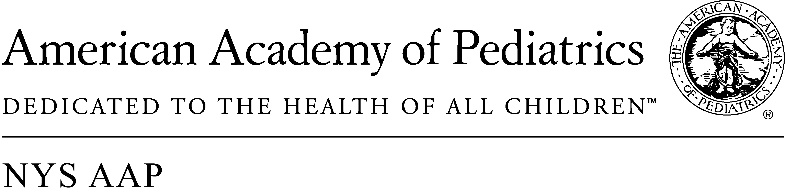 American Academy of Pediatrics
DEDICATED TO THE HEALTH OF ALL CHILDREN™
NYS AAP
THE AMERICAN ACADEMY OF PEDIATRICS
®